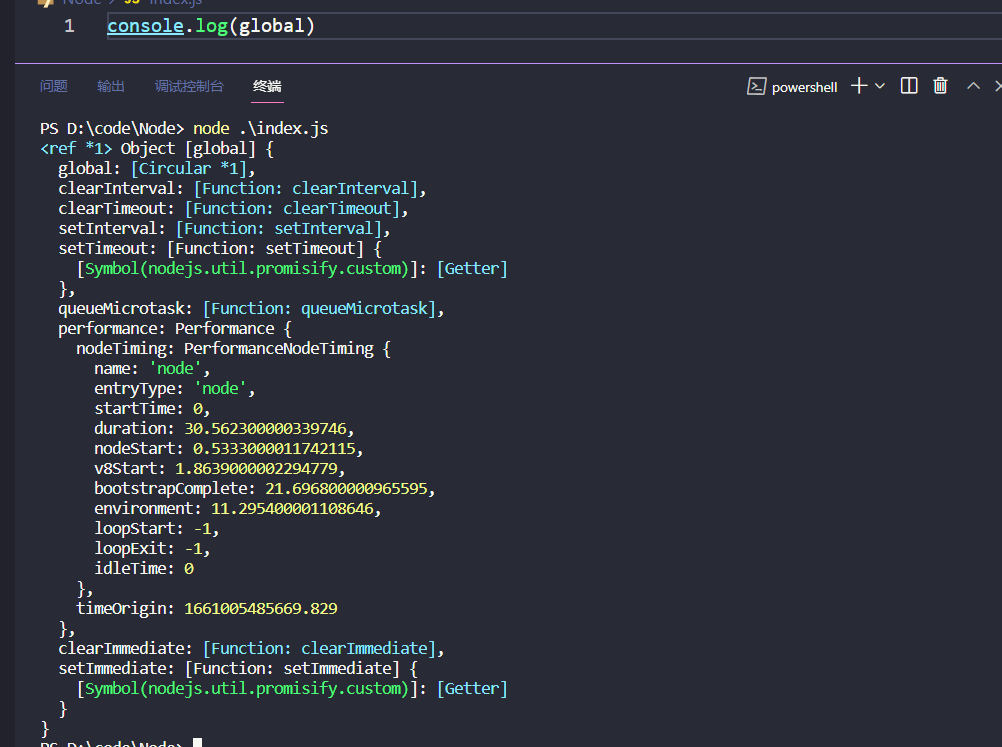 Node > JS index.js
1 console.log(global)
问题 输出 调试控制台 终端 powershell
PS D:\code\Node> node .\index.js
<ref *1> Object [global] {
  global: [Circular *1],
  clearInterval: [Function: clearInterval],
  clearTimeout: [Function: clearTimeout],
  setInterval: [Function: setInterval],
  setTimeout: [Function: setTimeout] {
    [Symbol(nodejs.util.promisify.custom)]: [Getter]
  },
  queueMicrotask: [Function: queueMicrotask],
  performance: Performance {
    nodeTiming: PerformanceNodeTiming {
      name: 'node',
      entryType: 'node',
      startTime: 0,
      duration: 30.562300000339746,
      nodeStart: 0.5333000011742115,
      v8Start: 1.8639000002294779,
      bootstrapComplete: 21.696800000965595,
      environment: 11.295400001108646,
      loopStart: -1,
      loopExit: -1,
      idleTime: 0
    },
    timeOrigin: 1661005485669.829
  },
  clearImmediate: [Function: clearImmediate],
  setImmediate: [Function: setImmediate] {
    [Symbol(nodejs.util.promisify.custom)]: [Getter]
  }
}
PS D:\code\Node>